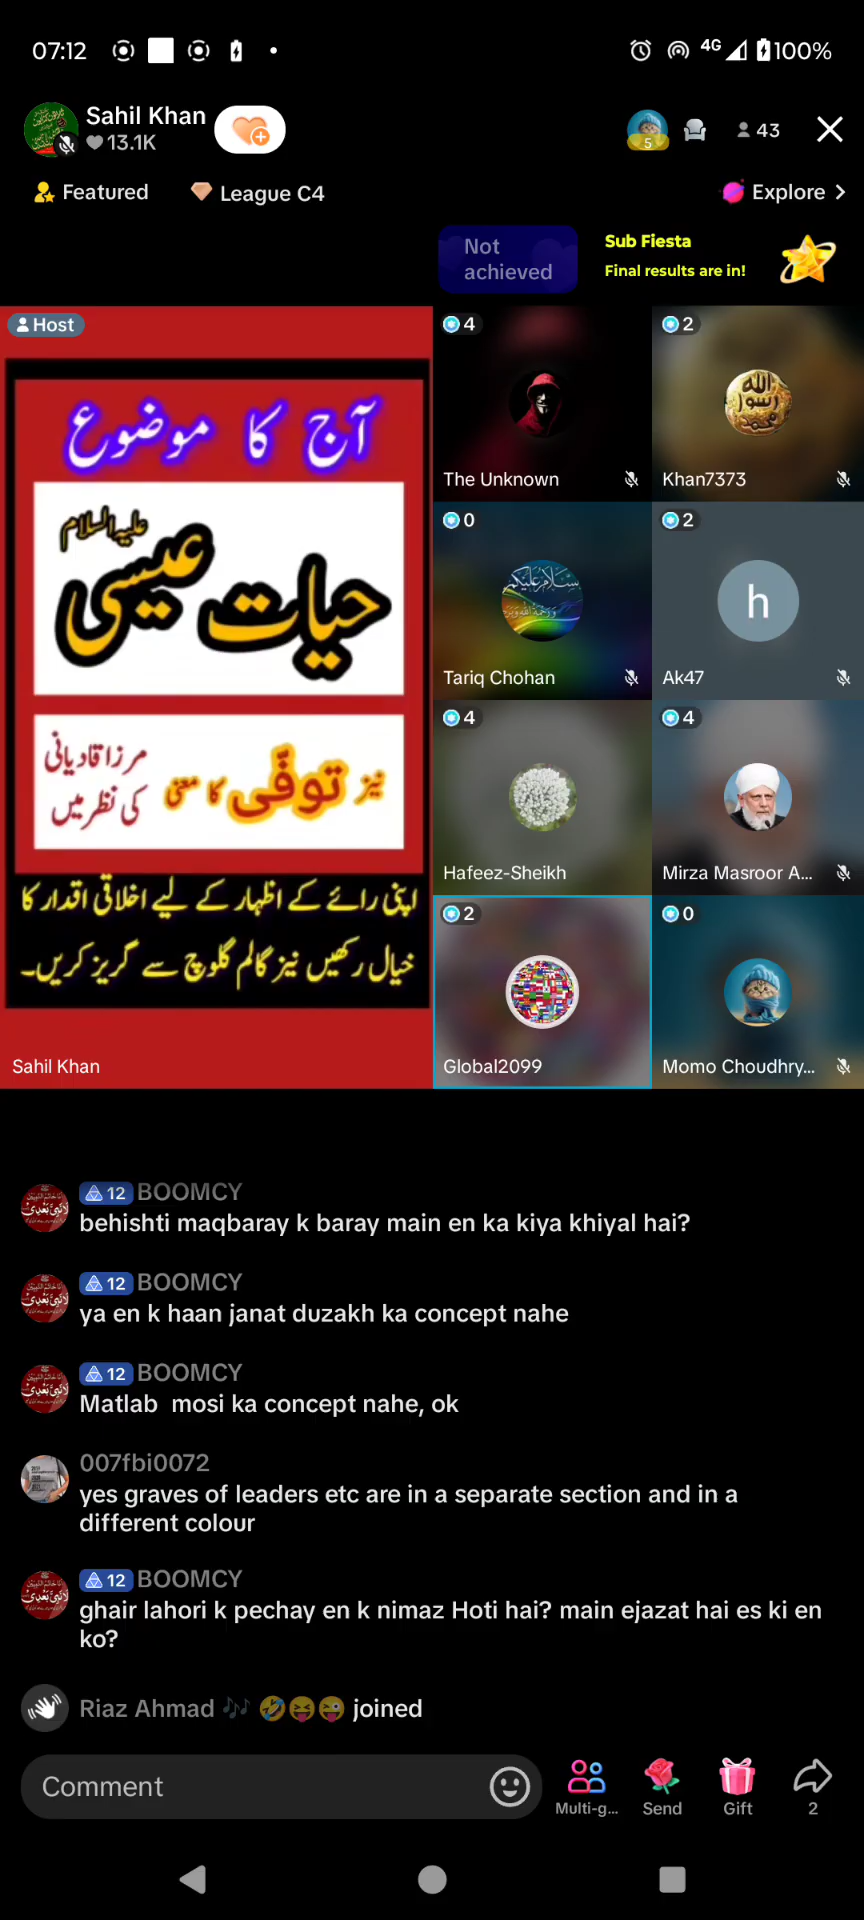 07:12
4G
100%
Sahil Khan
13.1K
5
43
Featured
League C4
Explore
Not
achieved
Sub Fiesta
Final results are in!
Host
آج کا موضوع
حیات عیسیٰ
علیہ السلام
نیز توفّی کا معنی
مرزا قادیانی
کی نظر میں
اپنی رائے کے اظہار کے لیے اخلاقی اقدار کا
خیال رکھیں نیز گالم گلوچ سے گریز کریں۔
Sahil Khan
4
The Unknown
2
الله
رسول
محمد
Khan7373
0
Tariq Chohan
2
h
Ak47
4
Hafeez-Sheikh
4
Mirza Masroor A...
2
Global2099
0
Momo Choudhry...
12 BOOMCY
behishti maqbaray k baray main en ka kiya khiyal hai?
12 BOOMCY
ya en k haan janat duzakh ka concept nahe
12 BOOMCY
Matlab mosi ka concept nahe, ok
007fbi0072
yes graves of leaders etc are in a separate section and in a
different colour
12 BOOMCY
ghair lahori k pechay en k nimaz Hoti hai? main ejazat hai es ki en
ko?
Riaz Ahmad 🎶 🤣😝😜 joined
Comment
Multi-g...
Send
Gift
2